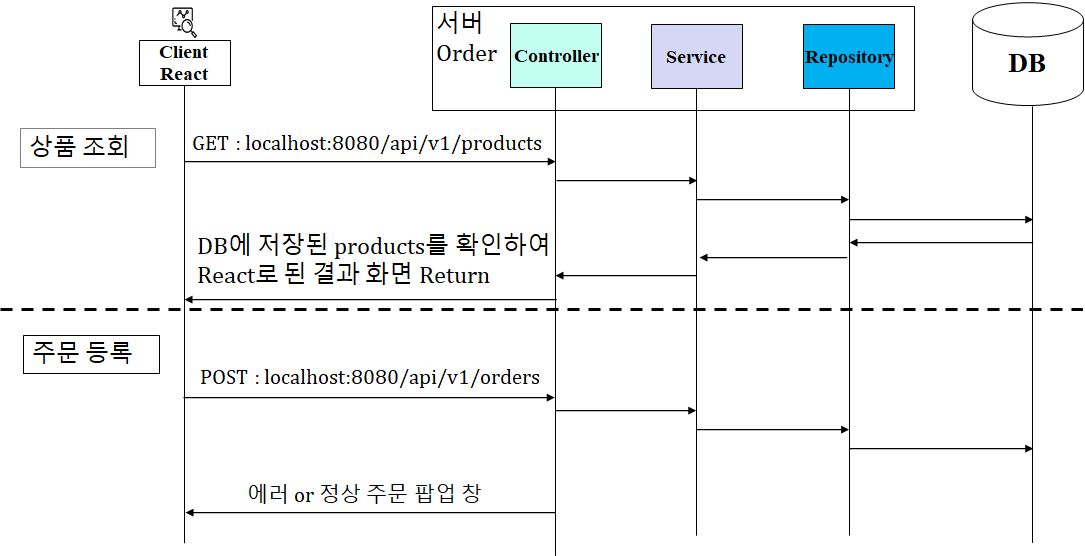 Client
React
서버
Order
Controller
Service
Repository
DB
상품 조회
GET : localhost:8080/api/v1/products
DB에 저장된 products를 확인하여
React로 된 결과 화면 Return
주문 등록
POST : localhost:8080/api/v1/orders
에러 or 정상 주문 팝업 창